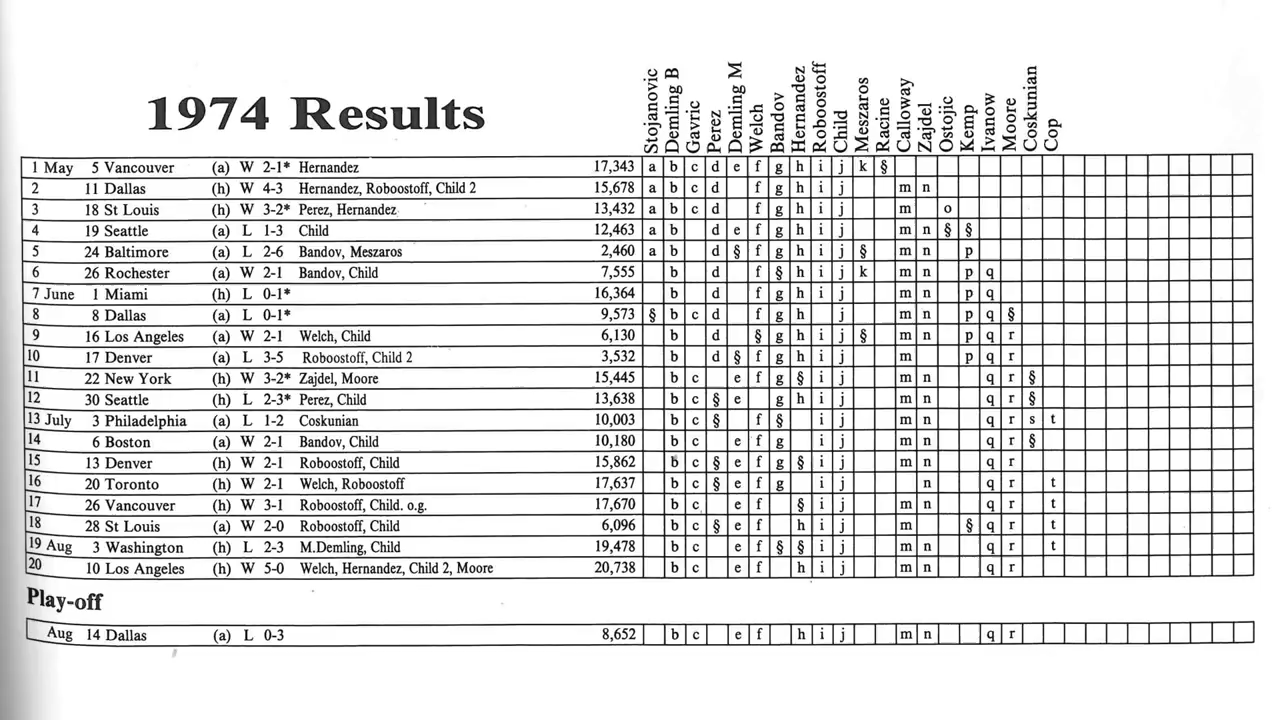 1974 Results
Stojanovic Demling B Gavric Perez Demling M Welch Bandov Hernandez Roboostoff Child Meszaros Racine Calloway Zajdel Ostojic Kemp Ivanow Moore Coskunian Cop
1 May 5 Vancouver (a) W 2-1* Hernandez 17,343 a b c d e f g h i j k §
2 11 Dallas (h) W 4-3 Hernandez, Roboostoff, Child 2 15,678 a b c d f g h i j m n
3 18 St Louis (h) W 3-2* Perez, Hernandez 13,432 a b c d f g h i j m o
4 19 Seattle (a) L 1-3 Child 12,463 a b d e f g h i j m n § §
5 24 Baltimore (a) L 2-6 Bandov, Meszaros 2,460 a b d § f g h i j § m n p
6 26 Rochester (a) W 2-1 Bandov, Child 7,555 b d f § h i j k m n p q
7 June 1 Miami (h) L 0-1* 16,364 b d f g h i j m n p q
8 8 Dallas (a) L 0-1* 9,573 § b c d f g h j m n p q §
9 16 Los Angeles (a) W 2-1 Welch, Child 6,130 b d § g h i j § m n p q r
10 17 Denver (a) L 3-5 Roboostoff, Child 2 3,532 b d § f g h i j m p q r
11 22 New York (h) W 3-2* Zajdel, Moore 15,445 b c e f g § i j m n q r §
12 30 Seattle (h) L 2-3* Perez, Child 13,638 b c § e g h i j m n q r §
13 July 3 Philadelphia (a) L 1-2 Coskunian 10,003 b c § f § i j m n q r s t
14 6 Boston (a) W 2-1 Bandov, Child 10,180 b c e f g i j m n q r §
15 13 Denver (h) W 2-1 Roboostoff, Child 15,862 b c § e f g § i j m n q r
16 20 Toronto (h) W 2-1 Welch, Roboostoff 17,637 b c § e f g i j n q r t
17 26 Vancouver (h) W 3-1 Roboostoff, Child. o.g. 17,670 b c e f § i j m n q r t
18 28 St Louis (a) W 2-0 Roboostoff, Child 6,096 b c § e f h i j m § q r t
19 Aug 3 Washington (h) L 2-3 M.Demling, Child 19,478 b c e f § § i j m n q r t
20 10 Los Angeles (h) W 5-0 Welch, Hernandez, Child 2, Moore 20,738 b c e f h i j m n q r
Play-off
Aug 14 Dallas (a) L 0-3 8,652 b c e f h i j m n q r